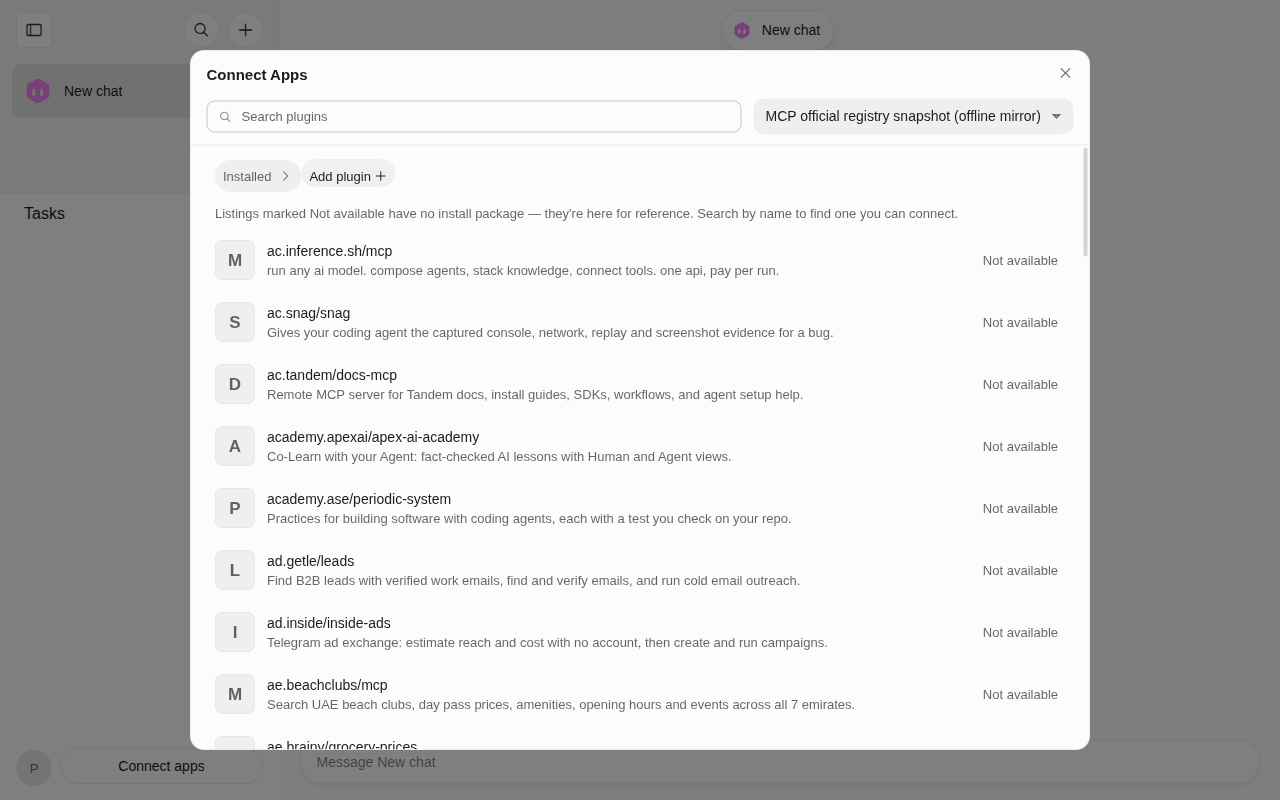 New chat
New chat
Connect Apps
Search plugins
MCP official registry snapshot (offline mirror)
Installed
Add plugin
Listings marked Not available have no install package — they're here for reference. Search by name to find one you can connect.
M
ac.inference.sh/mcp
run any ai model. compose agents, stack knowledge, connect tools. one api, pay per run.
Not available
S
ac.snag/snag
Gives your coding agent the captured console, network, replay and screenshot evidence for a bug.
Not available
D
ac.tandem/docs-mcp
Remote MCP server for Tandem docs, install guides, SDKs, workflows, and agent setup help.
Not available
A
academy.apexai/apex-ai-academy
Co-Learn with your Agent: fact-checked AI lessons with Human and Agent views.
Not available
P
academy.ase/periodic-system
Practices for building software with coding agents, each with a test you check on your repo.
Not available
L
ad.getle/leads
Find B2B leads with verified work emails, find and verify emails, and run cold email outreach.
Not available
I
ad.inside/inside-ads
Telegram ad exchange: estimate reach and cost with no account, then create and run campaigns.
Not available
M
ae.beachclubs/mcp
Search UAE beach clubs, day pass prices, amenities, opening hours and events across all 7 emirates.
Not available
ae.brainy/grocery-prices
Tasks
P
Connect apps
Message New chat